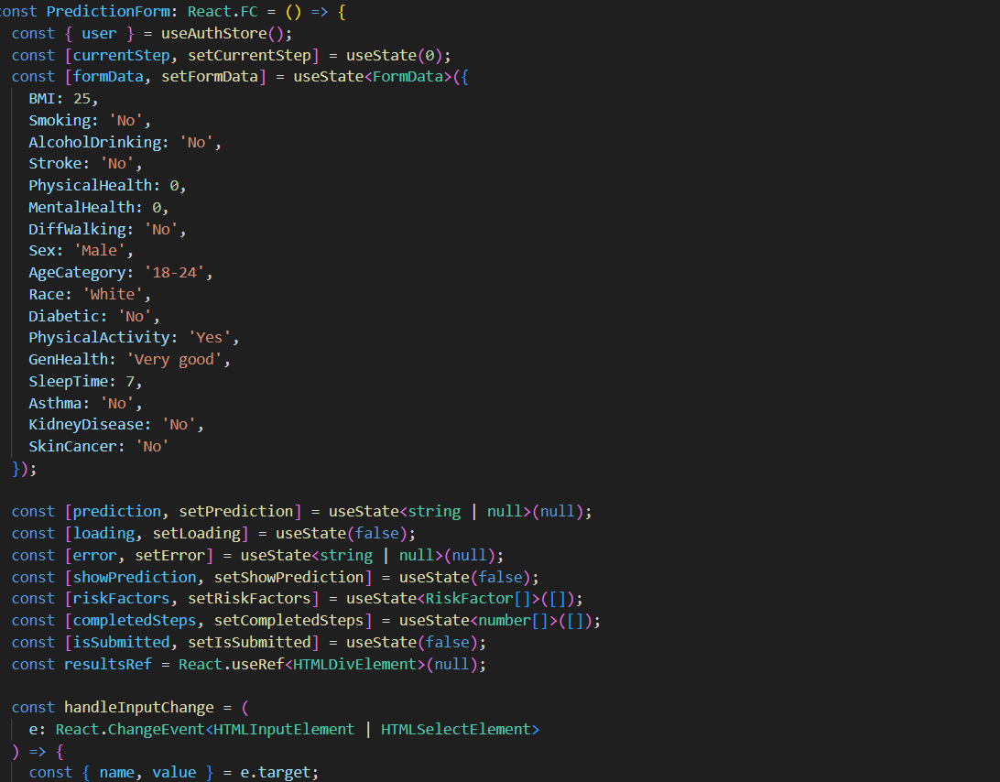 const PredictionForm: React.FC = () => {
const { user } = useAuthStore();
const [currentStep, setCurrentStep] = useState(0);
const [formData, setFormData] = useState<FormData>({
BMI: 25,
Smoking: 'No',
AlcoholDrinking: 'No',
Stroke: 'No',
PhysicalHealth: 0,
MentalHealth: 0,
DiffWalking: 'No',
Sex: 'Male',
AgeCategory: '18-24',
Race: 'White',
Diabetic: 'No',
PhysicalActivity: 'Yes',
GenHealth: 'Very good',
SleepTime: 7,
Asthma: 'No',
KidneyDisease: 'No',
SkinCancer: 'No'
});
const [prediction, setPrediction] = useState<string | null>(null);
const [loading, setLoading] = useState(false);
const [error, setError] = useState<string | null>(null);
const [showPrediction, setShowPrediction] = useState(false);
const [riskFactors, setRiskFactors] = useState<RiskFactor[]>([]);
const [completedSteps, setCompletedSteps] = useState<number[]>([]);
const [isSubmitted, setIsSubmitted] = useState(false);
const resultsRef = React.useRef<HTMLDivElement>(null);
const handleInputChange = (
e: React.ChangeEvent<HTMLInputElement | HTMLSelectElement>
) => {
const { name, value } = e.target;